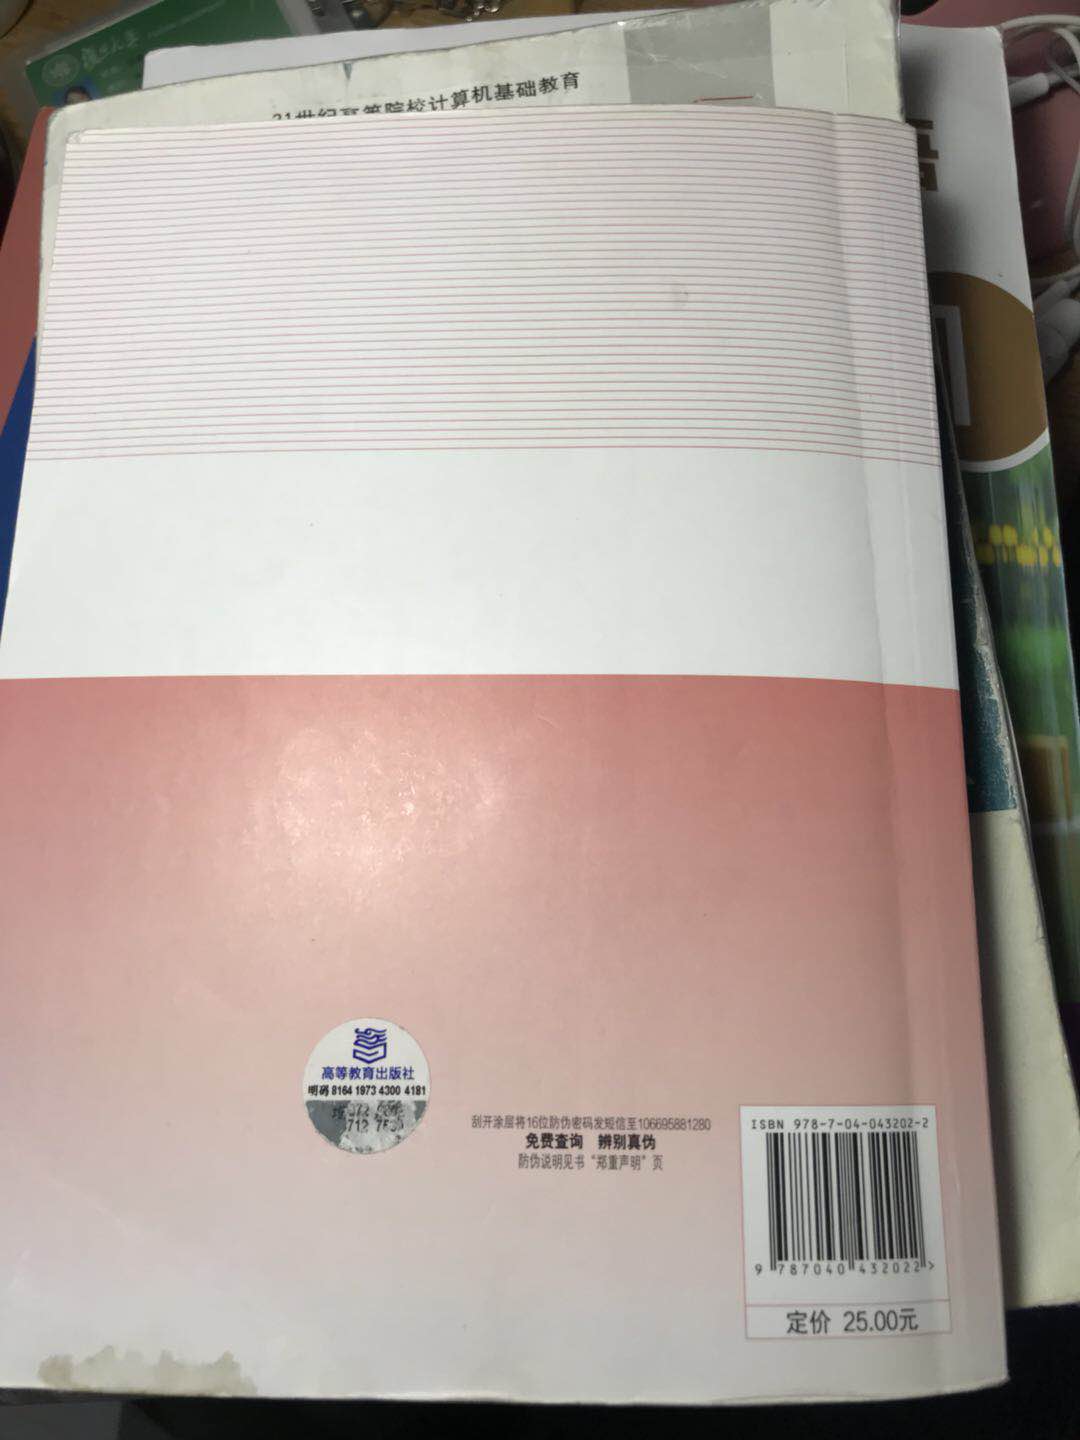 21世纪高等院校计算机基础教育
高等教育出版社
明码 8164 1973 4300 4181
刮开涂层将16位防伪密码发短信至106695881280
免费查询 辨别真伪
防伪说明见书“郑重声明”页
ISBN 978-7-04-043202-2
9 787040 432022 >
定价 25.00元